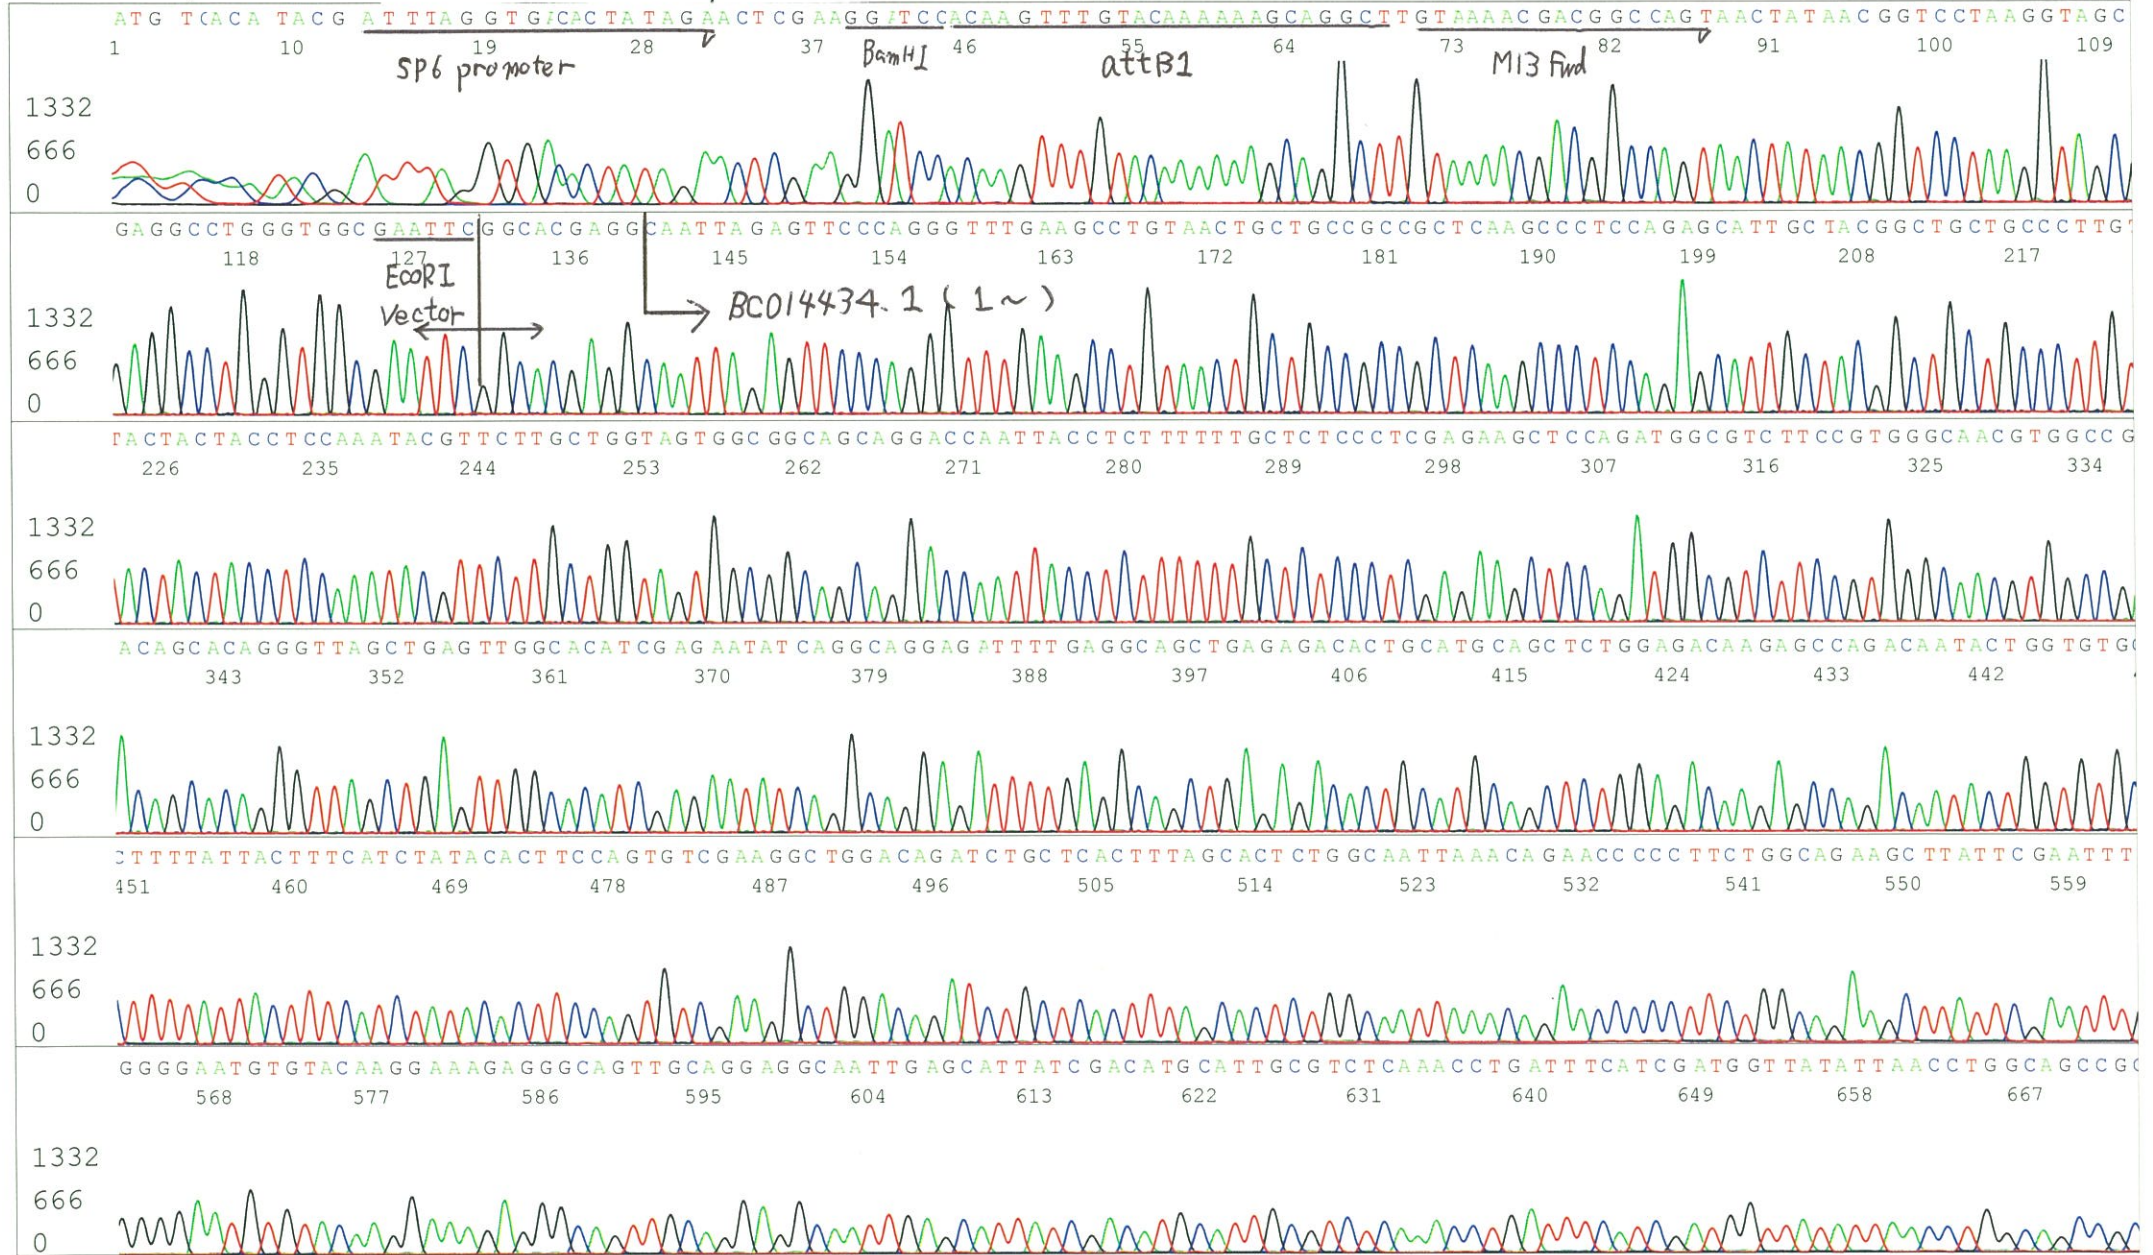 ATG TCACA TACG ATTTAGGTGACACTATAGAACTCGAAGGATCCACAAGTTTGTACAAAAAAGCAGGCTTGTAAAACGACGGCCAGTAACTATAACGGTCCTAAGGTAGC
1 10 19 28 37 46 55 64 73 82 91 100 109
SP6 promoter BamHI attB1 M13 Fwd
1332
666
0
GAGGCCTGGGTGGCGAATTCGGCACGAGGCAATTAGAGTTCCCAGGGTTTGAAGCCTGTAACTGCTGCCGCCGCTCAAGCCCTCCAGAGCATTGCTACGGCTGCTGCCCTTG
118 127 136 145 154 163 172 181 190 199 208 217
EcoRI
Vector
BC014434.1 (1~)
1332
666
0
TACTACTACCTCCAAATACGTTCTTGCTGGTAGTGGCGGCAGCAGGACCAATTACCTCTTTTTTGCTCTCCCTCGAGAAGCTCCAGATGGCGTCTTCCGTGGGCAACGTGGCCG
226 235 244 253 262 271 280 289 298 307 316 325 334
1332
666
0
ACAGCACAGGGTTAGCTGAGTTGGCACATCGAGAATATCAGGCAGGAGATTTTGAGGCAGCTGAGAGACACTGCATGCAGCTCTGGAGACAAGAGCCAGACAATACTGGTGTG
343 352 361 370 379 388 397 406 415 424 433 442
1332
666
0
CTTTTATTACTTTCATCTATACACTTCCAGTGTCGAAGGCTGGACAGATCTGCTCACTTTAGCACTCTGGCAATTAAACAGAACCCCCTTCTGGCAGAAGCTTATTCGAATTT
451 460 469 478 487 496 505 514 523 532 541 550 559
1332
666
0
GGGGAATGTGTACAAGGAAAGAGGGCAGTTGCAGGAGGCAATTGAGCATTATCGACATGCATTGCGTCTCAAACCTGATTTCATCGATGGTTATATTAACCTGGCAGCCG
568 577 586 595 604 613 622 631 640 649 658 667
1332
666
0